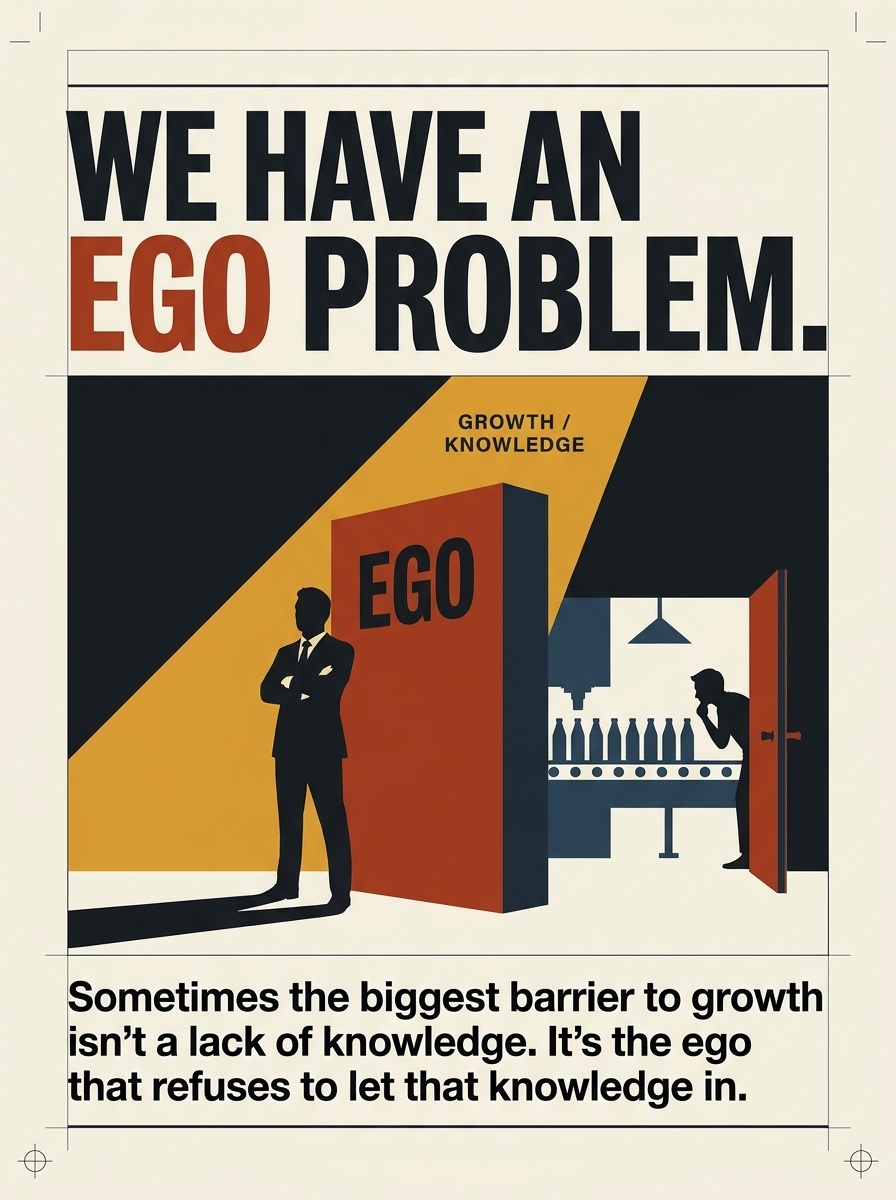 WE HAVE AN
EGO PROBLEM.
GROWTH /
KNOWLEDGE
EGO
Sometimes the biggest barrier to growth
isn’t a lack of knowledge. It’s the ego
that refuses to let that knowledge in.